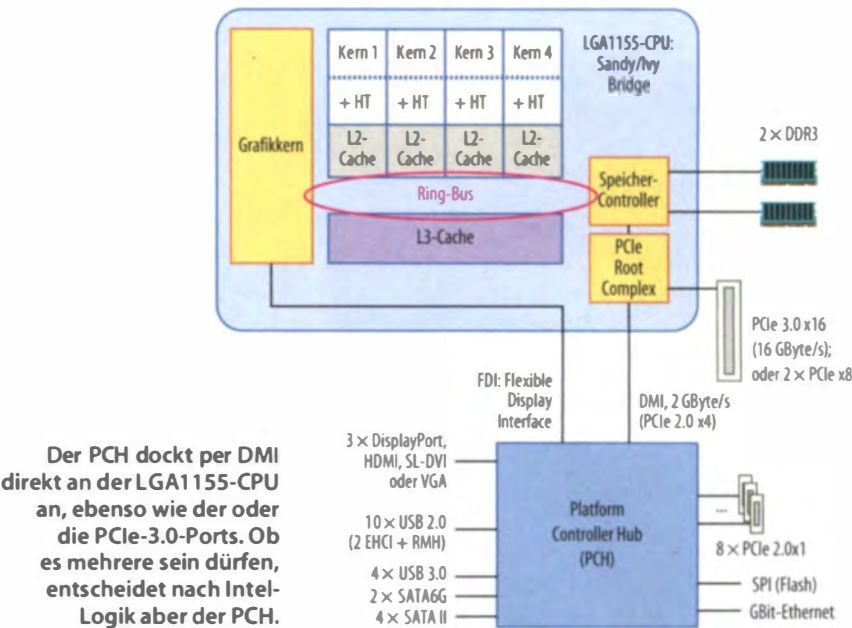 Grafikkern
Kern 1 Kern 2 Kern 3 Kern 4
+ HT + HT + HT + HT
L2- L2- L2- L2-
Cache Cache Cache Cache
Ring-Bus
L3-Cache
LGA1155-CPU:
Sandy/Ivy
Bridge
Speicher-
Controller
PCIe
Root
Complex
2 × DDR3
PCIe 3.0 x16
(16 GByte/s);
oder 2 × PCIe x8
FDI: Flexible
Display
Interface
DMI, 2 GByte/s
(PCIe 2.0 x4)
Der PCH dockt per DMI
direkt an der LGA1155-CPU
an, ebenso wie der oder
die PCIe-3.0-Ports. Ob
es mehrere sein dürfen,
entscheidet nach Intel-
Logik aber der PCH.
3 × DisplayPort,
HDMI, SL-DVI
oder VGA
10 × USB 2.0
(2 EHCI + RMH)
4 × USB 3.0
2 × SATA6G
4 × SATA II
Platform
Controller Hub
(PCH)
...
8 × PCIe 2.0x1
SPI (Flash)
GBit-Ethernet